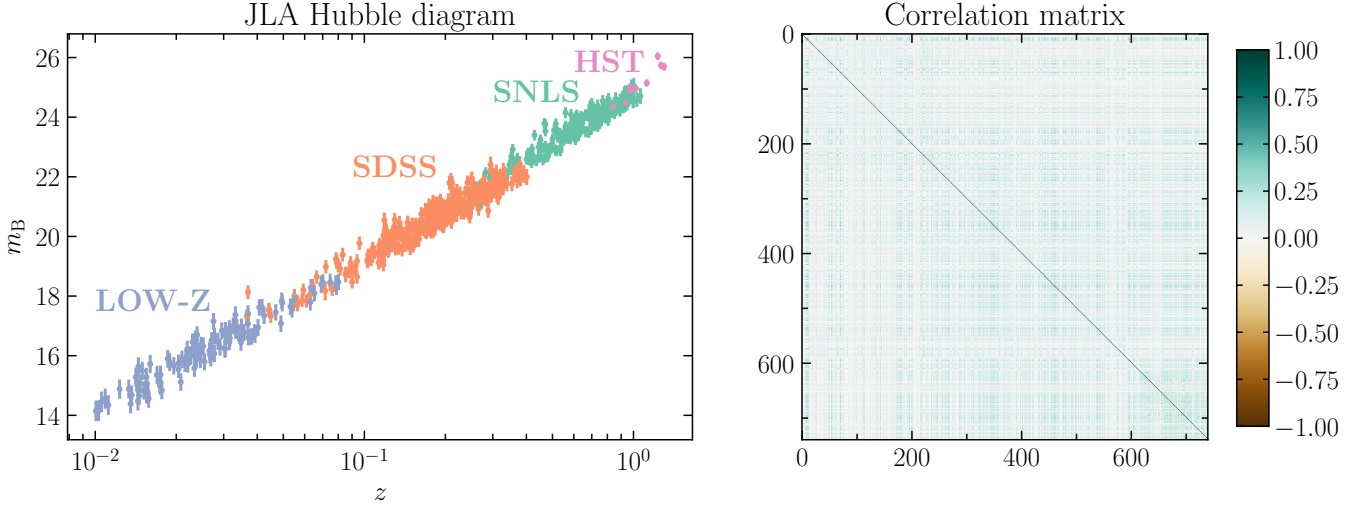 JLA Hubble diagram
26
24
22
20
18
16
14
m_B
HST
SNLS
SDSS
LOW-Z
10⁻² 10⁻¹ 10⁰
z
Correlation matrix
0
200
400
600
0 200 400 600
1.00
0.75
0.50
0.25
0.00
−0.25
−0.50
−0.75
−1.00